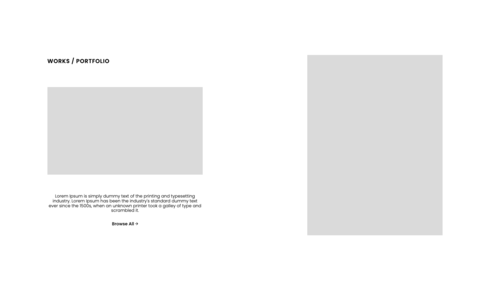 WORKS / PORTFOLIO
Lorem Ipsum is simply dummy text of the printing and typesetting
industry. Lorem Ipsum has been the industry's standard dummy text
ever since the 1500s, when an unknown printer took a galley of type and
scrambled it.
Browse All →